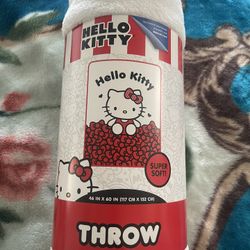 HELLO
KITTY
Hello Kitty
SUPER
SOFT!
46 IN X 60 IN (117 CM X 152 CM)
THROW